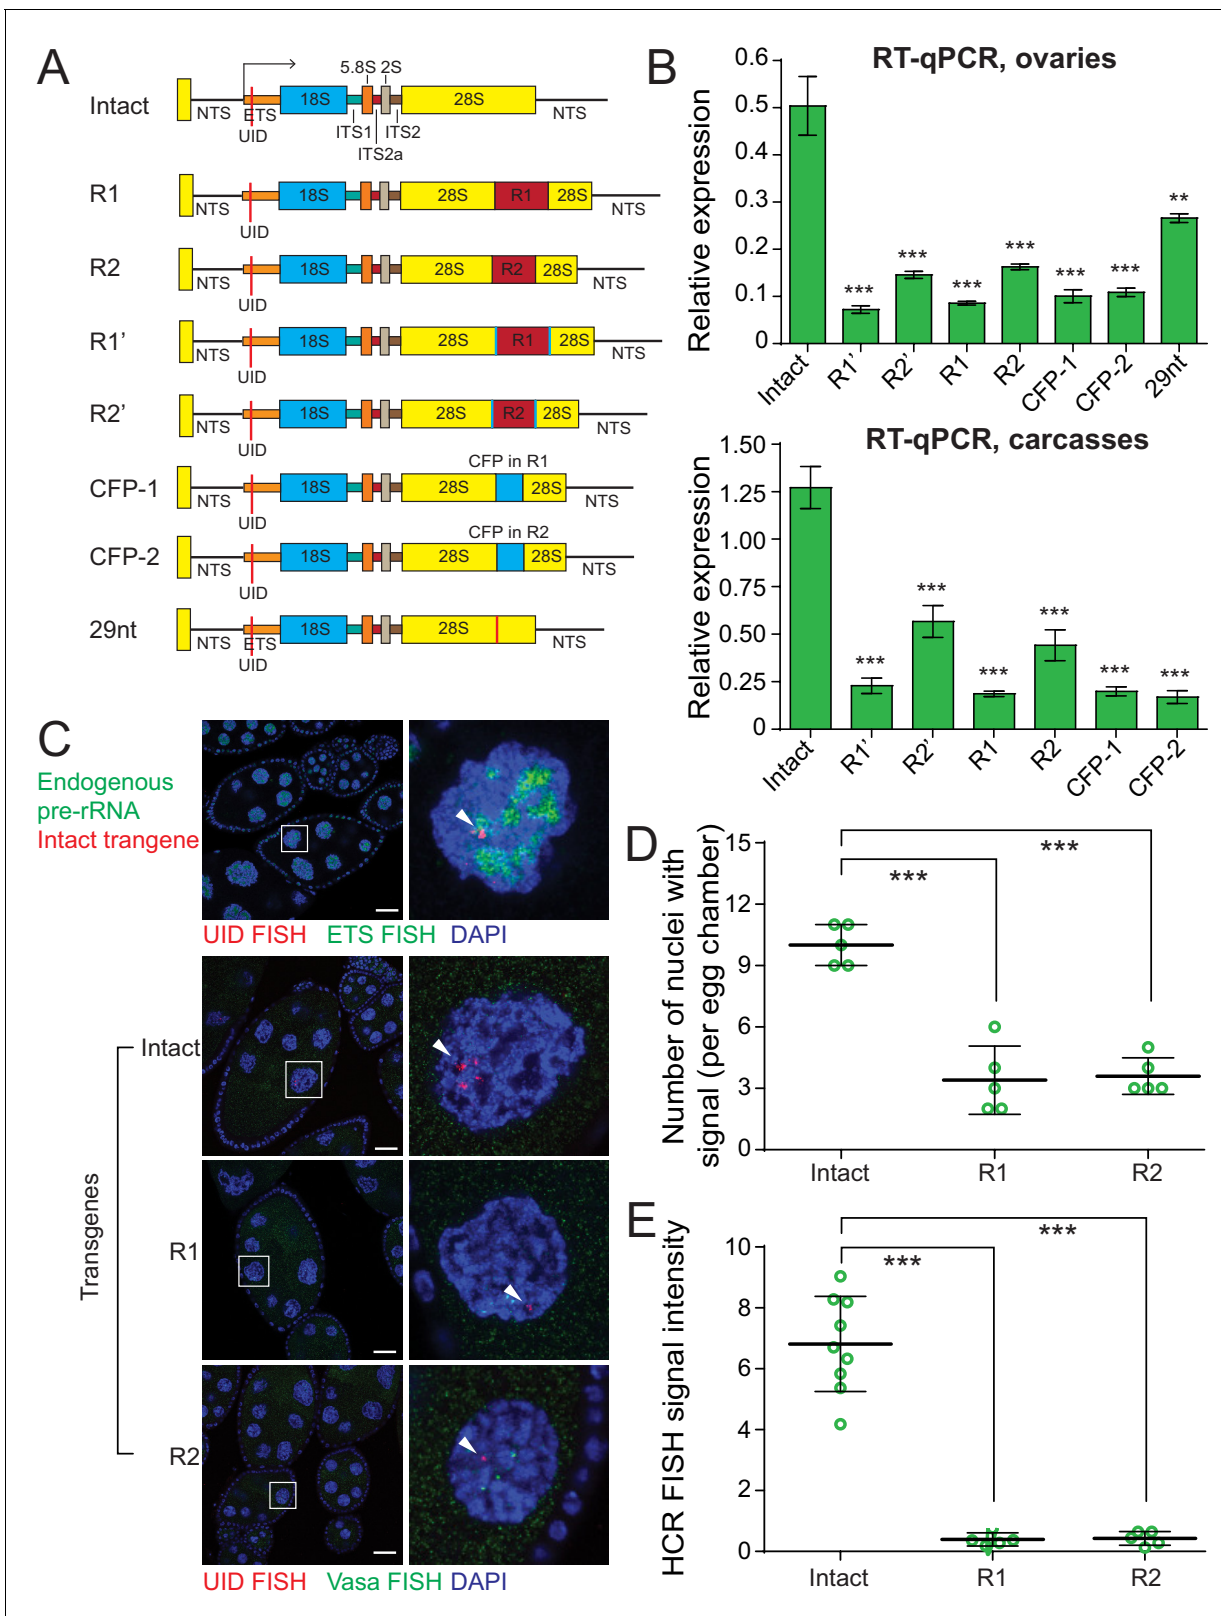 A
Intact
NTS
ETS
UID
18S
5.8S
2S
ITS1
ITS2a
ITS2
28S
NTS
R1
NTS
UID
18S
28S
R1
28S
NTS
R2
NTS
UID
18S
28S
R2
28S
NTS
R1’
NTS
UID
18S
28S
R1
28S
NTS
R2’
NTS
UID
18S
28S
R2
28S
NTS
CFP-1
NTS
UID
18S
28S
CFP in R1
28S
NTS
CFP-2
NTS
UID
18S
28S
CFP in R2
28S
NTS
29nt
NTS
ETS
UID
18S
28S
NTS
B
RT-qPCR, ovaries
Relative expression
0.6
0.5
0.4
0.3
0.2
0.1
0
***
***
***
***
***
***
**
Intact
R1’
R2’
R1
R2
CFP-1
CFP-2
29nt
RT-qPCR, carcasses
Relative expression
1.50
1.25
1.00
0.75
0.50
0.25
0
***
***
***
***
***
***
Intact
R1’
R2’
R1
R2
CFP-1
CFP-2
C
Endogenous
pre-rRNA
Intact trangene
UID FISH ETS FISH DAPI
Transgenes
Intact
R1
R2
UID FISH Vasa FISH DAPI
D
Number of nuclei with
signal (per egg chamber)
15
12
9
6
3
0
***
***
Intact
R1
R2
E
HCR FISH signal intensity
10
8
6
4
2
0
***
***
Intact
R1
R2